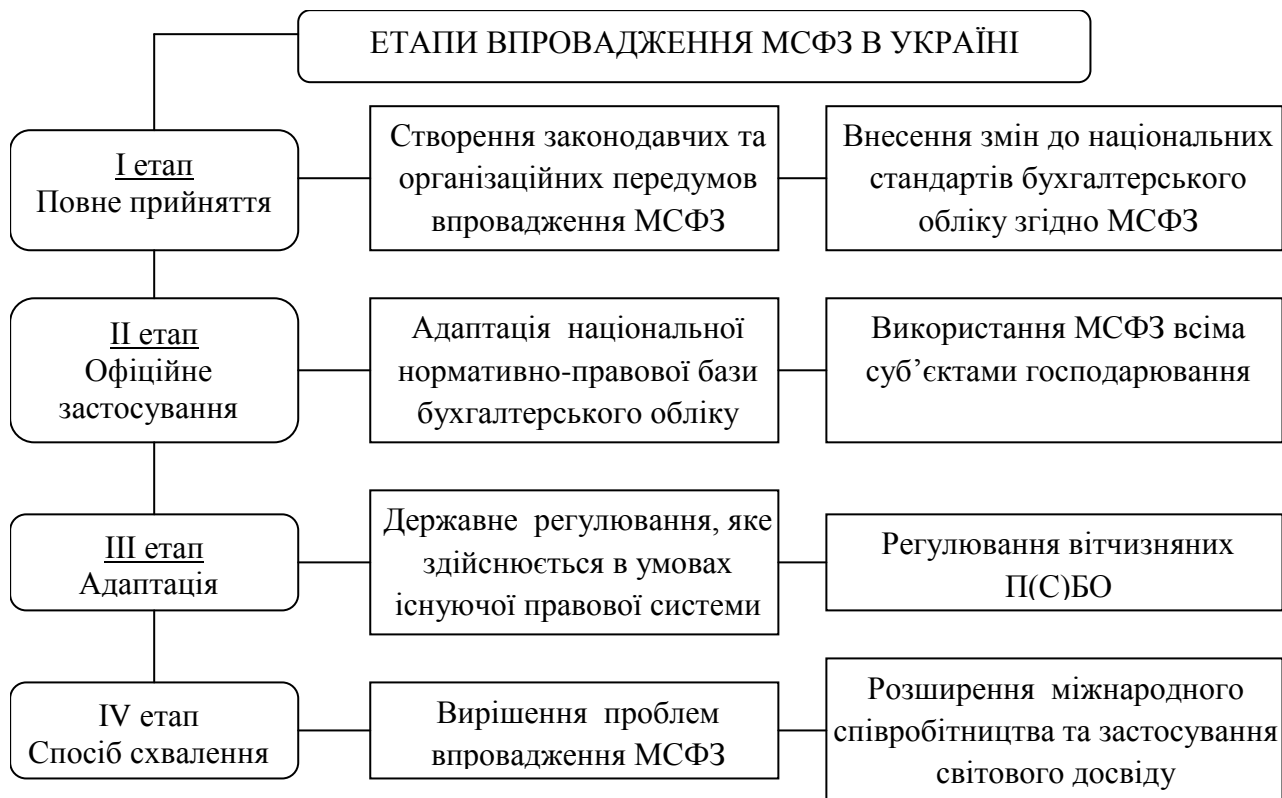 ЕТАПИ ВПРОВАДЖЕННЯ МСФЗ В УКРАЇНІ
І етап
Повне прийняття
Створення законодавчих та
організаційних передумов
впровадження МСФЗ
Внесення змін до національних
стандартів бухгалтерського
обліку згідно МСФЗ
ІІ етап
Офіційне
застосування
Адаптація національної
нормативно-правової бази
бухгалтерського обліку
Використання МСФЗ всіма
суб’єктами господарювання
ІІІ етап
Адаптація
Державне регулювання, яке
здійснюється в умовах
існуючої правової системи
Регулювання вітчизняних
П(С)БО
IV етап
Спосіб схвалення
Вирішення проблем
впровадження МСФЗ
Розширення міжнародного
співробітництва та застосування
світового досвіду